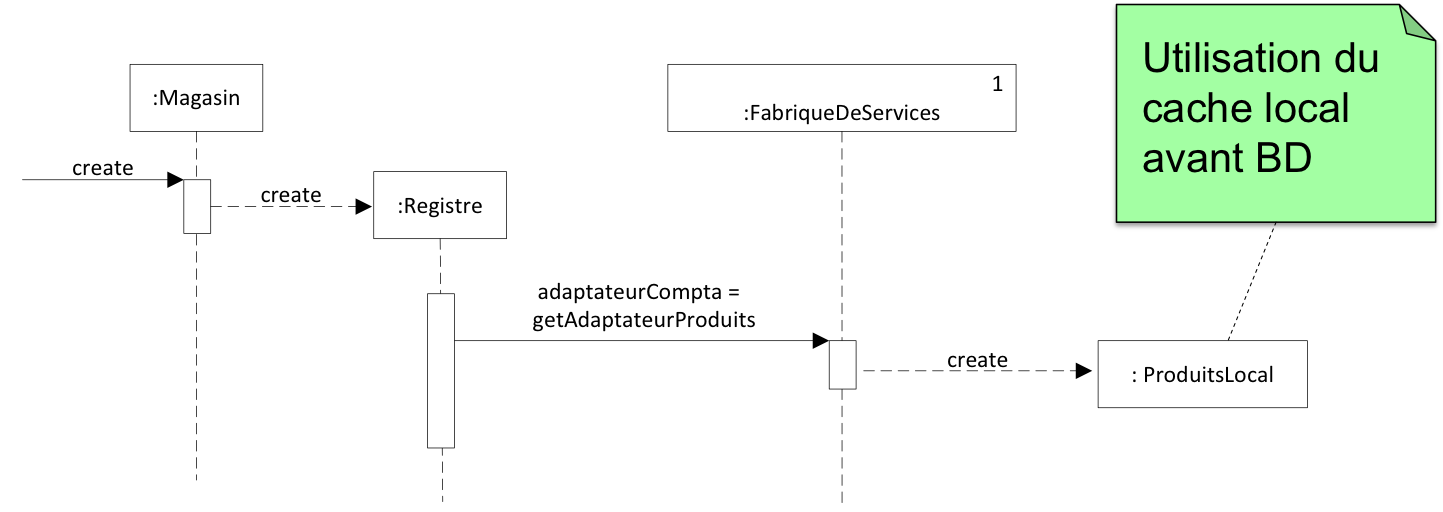 :Magasin
1
:FabriqueDeServices
Utilisation du
cache local
avant BD
create
create
:Registre
adaptateurCompta =
getAdaptateurProduits
create
: ProduitsLocal